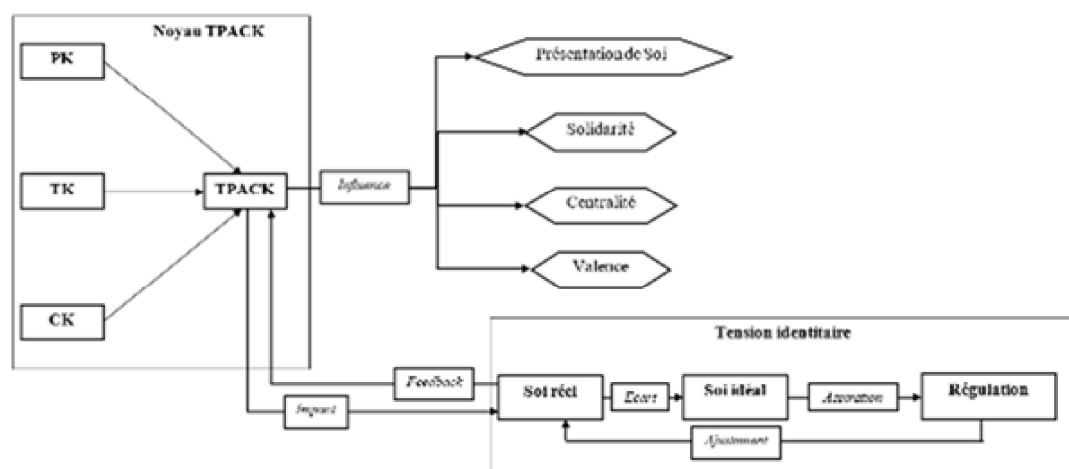 Noyau TPACK
PK
TK
CK
TPACK
Influence
Présentation de Soi
Solidarité
Centralité
Valence
Tension identitaire
Feedback
Impact
Soi réel
Ecart
Soi idéal
Régulation
Ajustement